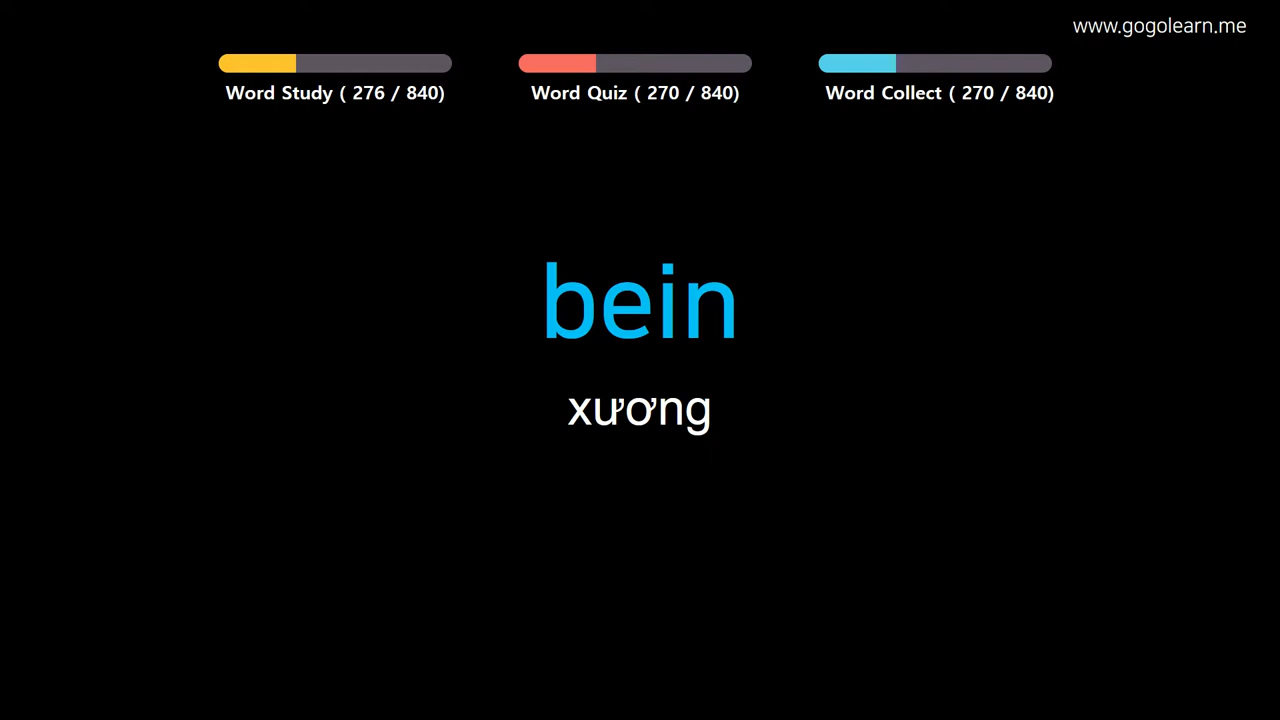 www.gogolearn.me
Word Study ( 276 / 840)
Word Quiz ( 270 / 840)
Word Collect ( 270 / 840)
bein
xương